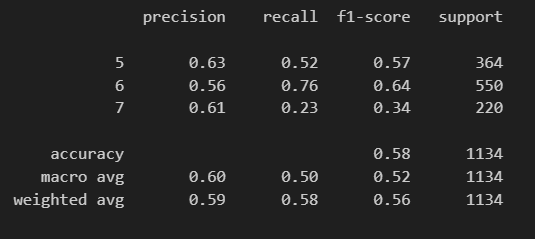 precision recall f1-score support
5 0.63 0.52 0.57 364
6 0.56 0.76 0.64 550
7 0.61 0.23 0.34 220
accuracy 0.58 1134
macro avg 0.60 0.50 0.52 1134
weighted avg 0.59 0.58 0.56 1134